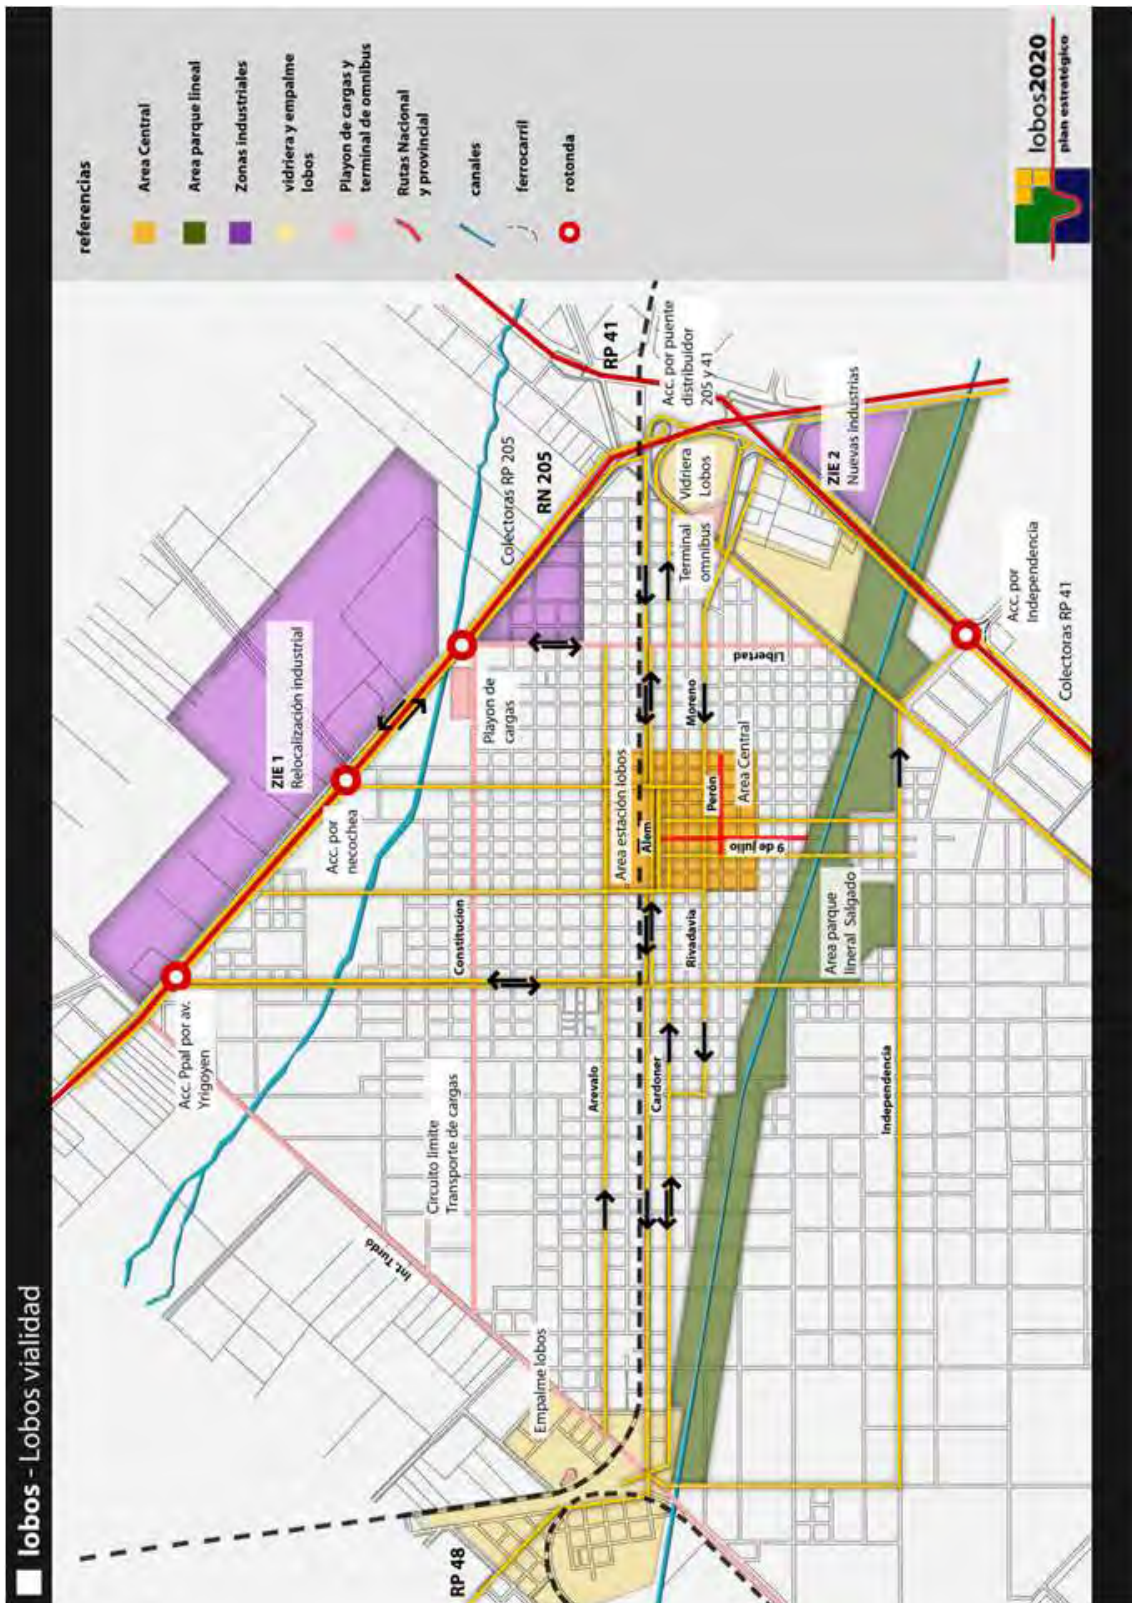 lobos - Lobos vialidad
referencias
Area Central
Area parque lineal
Zonas industriales
vidriera y empalme
lobos
Playon de cargas y
terminal de omnibus
Rutas Nacional
y provincial
canales
ferrocarril
rotonda
lobos2020
plan estratégico
Acc. Ppal por av.
Yrigoyen
ZIE 1
Relocalización industrial
Acc. por
necochea
Colectoras RP 205
RN 205
RP 41
Acc. por puente
distribuidor
205 y 41
Int. Turdó
Circuito limite
Transporte de cargas
Constitucion
Playon de
cargas
Empalme lobos
RP 48
Arevalo
Area estación lobos
Alem
Cardoner
Rivadavia
Moreno
Perón
Area Central
9 de julio
Libertad
Terminal
omnibus
Vidriera
Lobos
ZIE 2
Nuevas industrias
Area parque
lineral Salgado
Independencia
Acc. por
Independencia
Colectoras RP 41